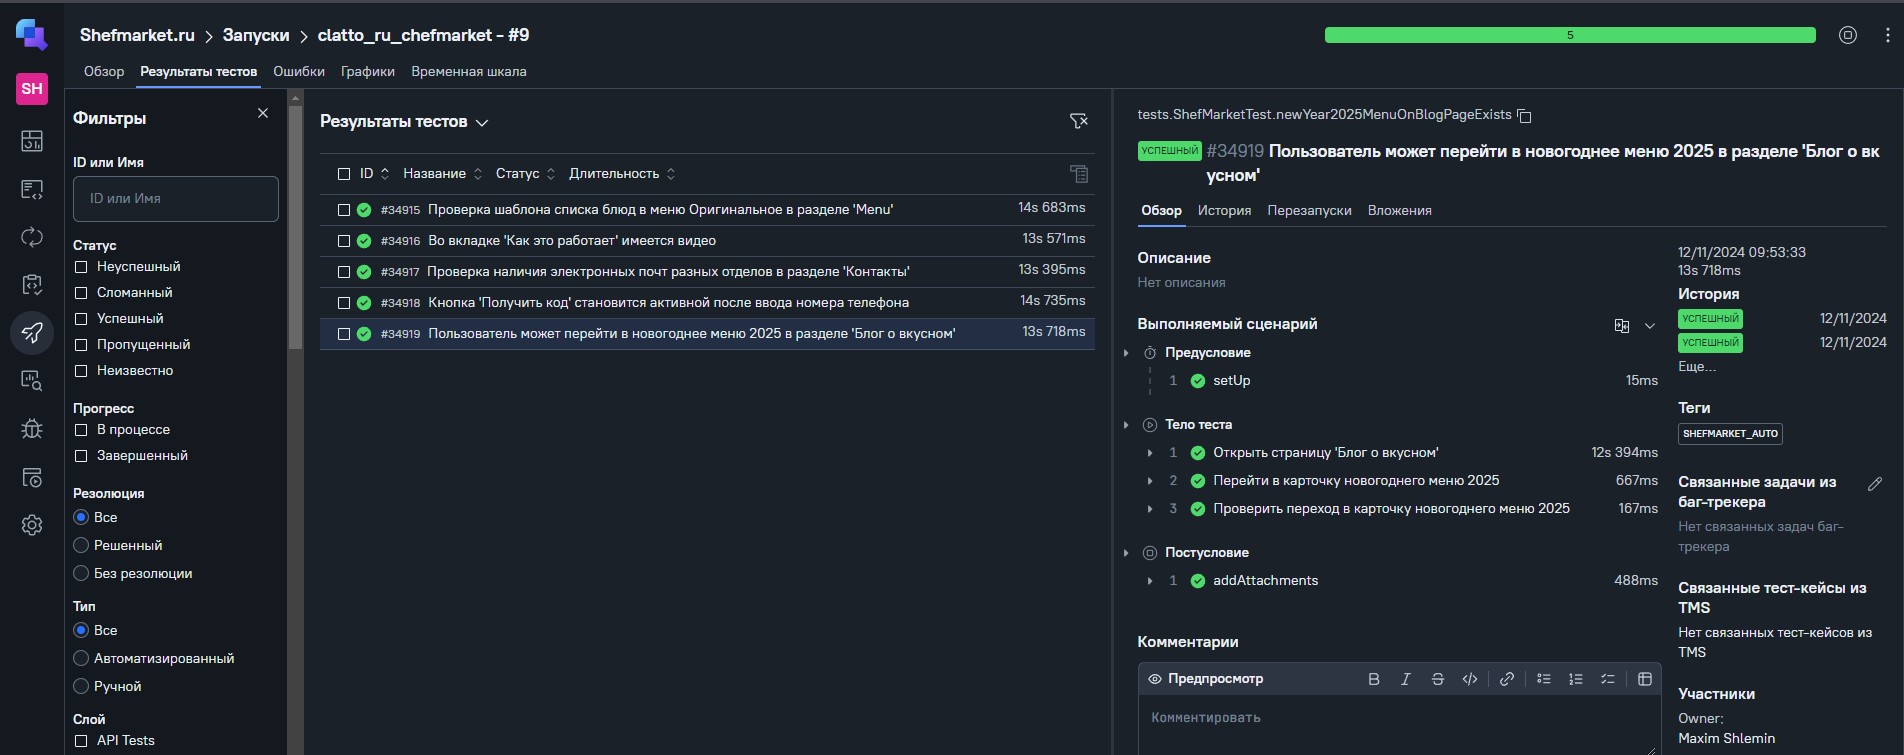 Shefmarket.ru > Запуски > clatto_ru_chefmarket - #9
5
SH
Обзор Результаты тестов Ошибки Графики Временная шкала
Фильтры
ID или Имя
ID или Имя
Статус
Неуспешный
Сломанный
Успешный
Пропущенный
Неизвестно
Прогресс
В процессе
Завершенный
Резолюция
Все
Решенный
Без резолюции
Тип
Все
Автоматизированный
Ручной
Слой
API Tests
Результаты тестов
ID Название Статус Длительность
#34915 Проверка шаблона списка блюд в меню Оригинальное в разделе 'Menu' 14s 683ms
#34916 Во вкладке 'Как это работает' имеется видео 13s 571ms
#34917 Проверка наличия электронных почт разных отделов в разделе 'Контакты' 13s 395ms
#34918 Кнопка 'Получить код' становится активной после ввода номера телефона 14s 735ms
#34919 Пользователь может перейти в новогоднее меню 2025 в разделе 'Блог о вкусном' 13s 718ms
tests.ShefMarketTest.newYear2025MenuOnBlogPageExists
УСПЕШНЫЙ #34919 Пользователь может перейти в новогоднее меню 2025 в разделе 'Блог о вк
усном'
Обзор История Перезапуски Вложения
Описание
Нет описания
Выполняемый сценарий
Предусловие
1 setUp 15ms
Тело теста
1 Открыть страницу 'Блог о вкусном' 12s 394ms
2 Перейти в карточку новогоднего меню 2025 667ms
3 Проверить переход в карточку новогоднего меню 2025 167ms
Постусловие
1 addAttachments 488ms
Комментарии
Предпросмотр
Комментировать
12/11/2024 09:53:33
13s 718ms
История
УСПЕШНЫЙ 12/11/2024
УСПЕШНЫЙ 12/11/2024
Еще...
Теги
SHEFMARKET_AUTO
Связанные задачи из
баг-трекера
Нет связанных задач баг-
трекера
Связанные тест-кейсы из
TMS
Нет связанных тест-кейсов из
TMS
Участники
Owner:
Maxim Shlemin